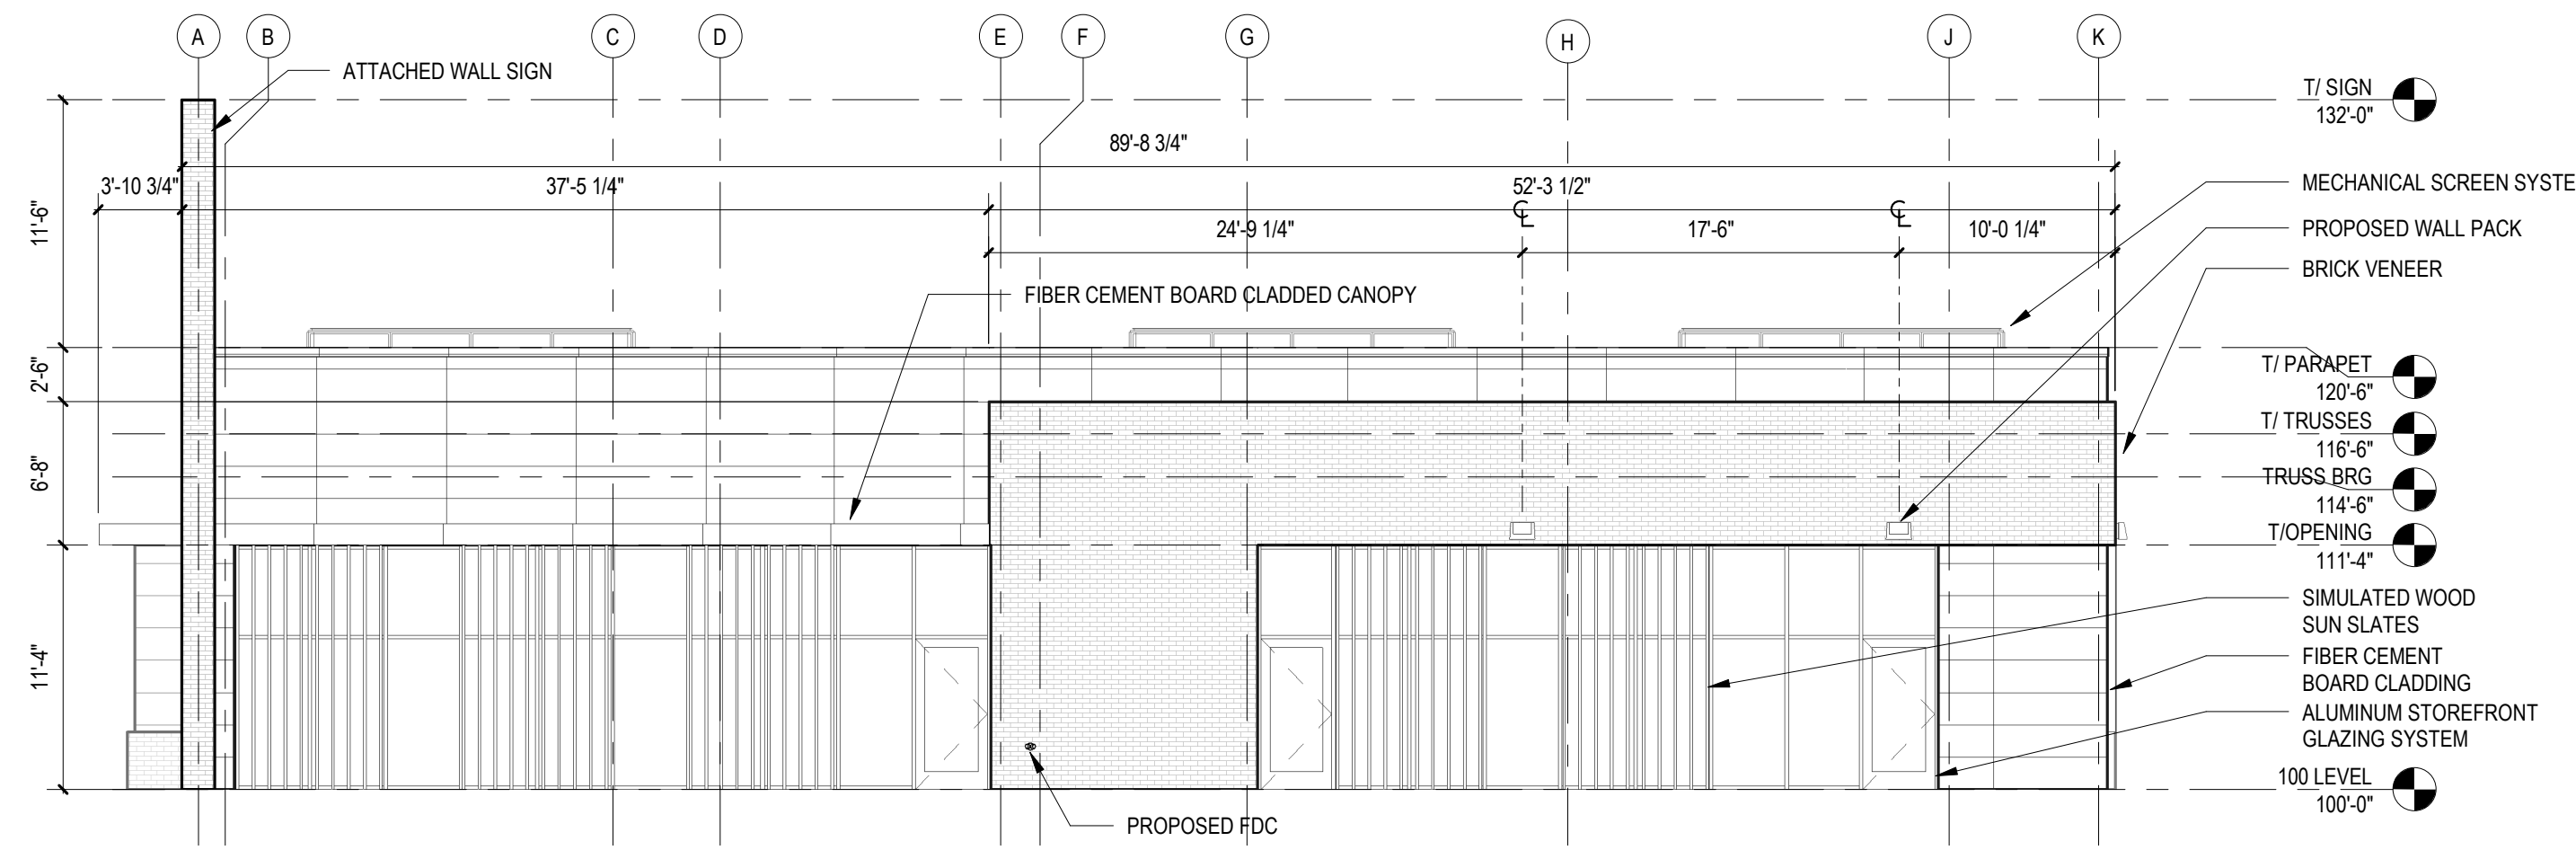 A
B
C
D
E
F
G
H
J
K
ATTACHED WALL SIGN
T/ SIGN
132'-0"
89'-8 3/4"
3'-10 3/4"
37'-5 1/4"
52'-3 1/2"
MECHANICAL SCREEN SYSTE
11'-6"
24'-9 1/4"
17'-6"
10'-0 1/4"
PROPOSED WALL PACK
BRICK VENEER
FIBER CEMENT BOARD CLADDED CANOPY
2'-6"
T/ PARAPET
120'-6"
T/ TRUSSES
116'-6"
6'-8"
TRUSS BRG
114'-6"
T/OPENING
111'-4"
11'-4"
SIMULATED WOOD
SUN SLATES
FIBER CEMENT
BOARD CLADDING
ALUMINUM STOREFRONT
GLAZING SYSTEM
100 LEVEL
100'-0"
PROPOSED FDC